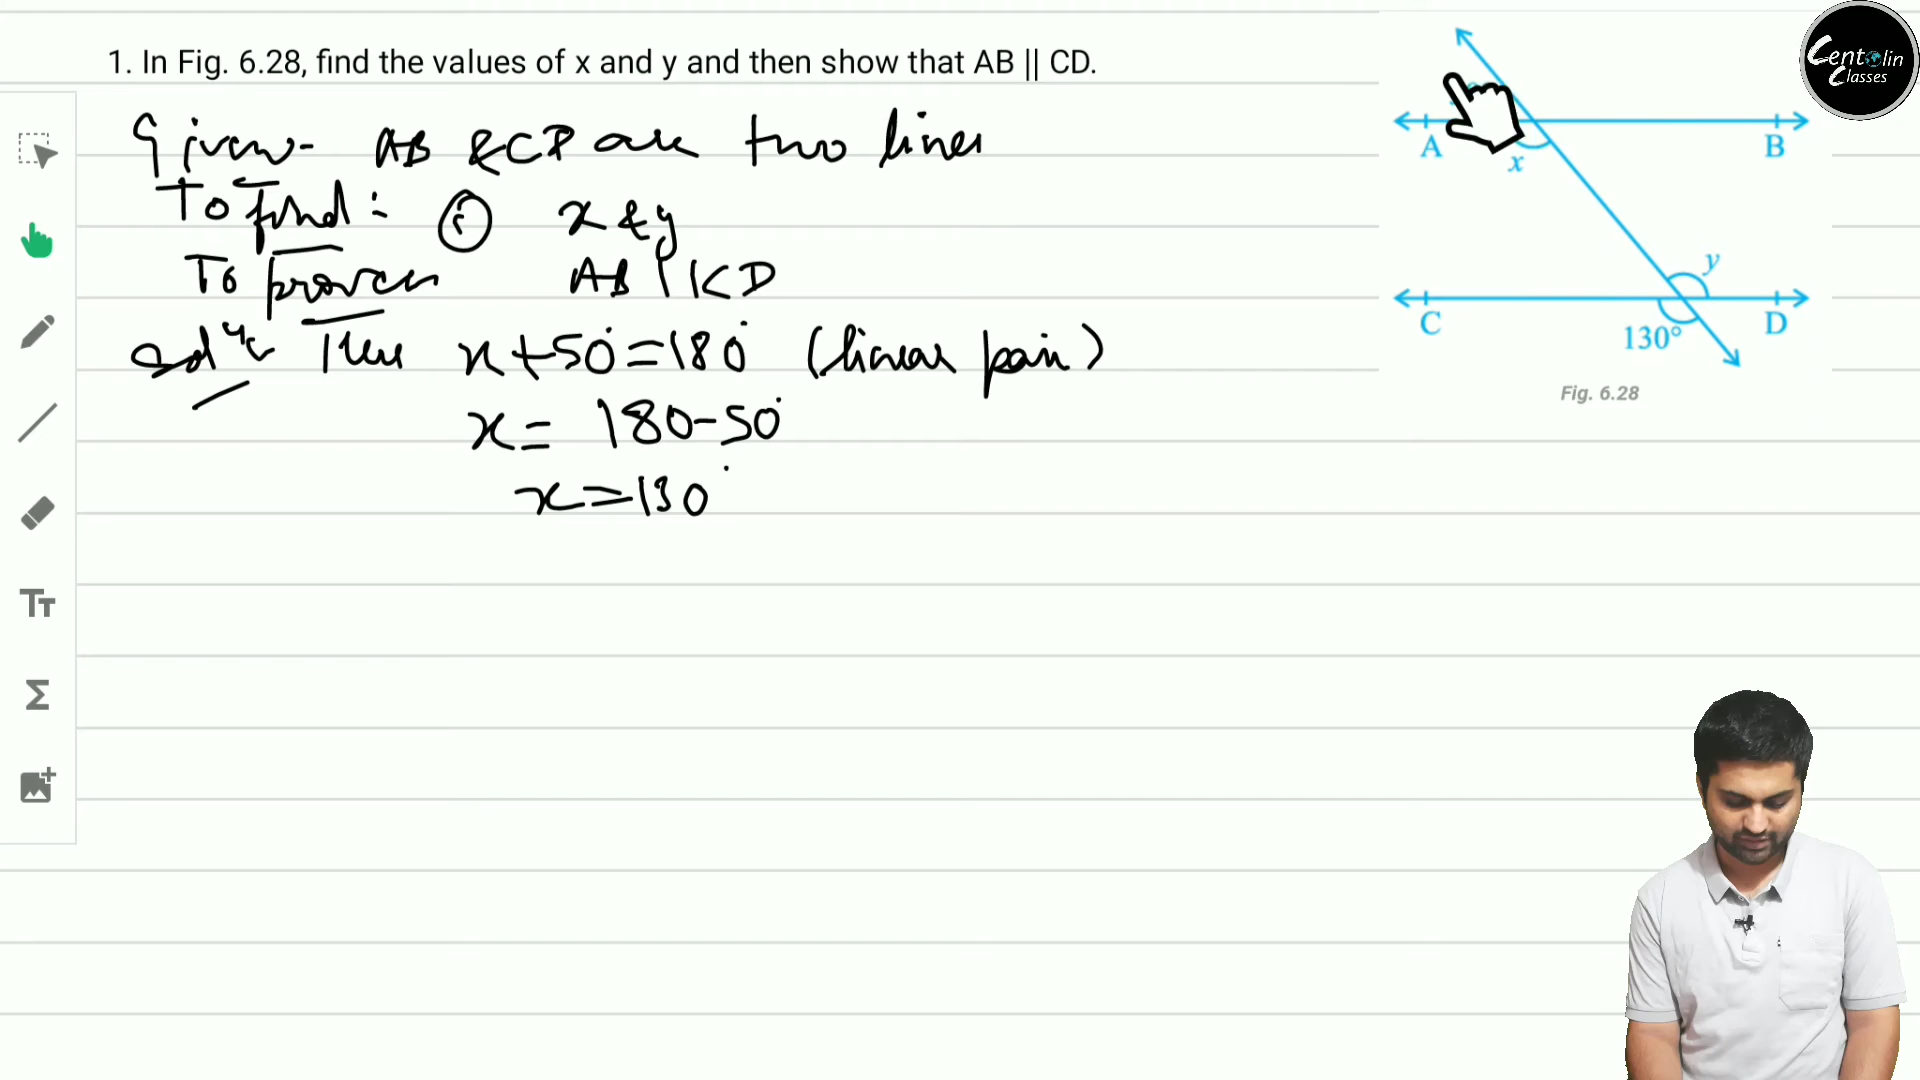 1. In Fig. 6.28, find the values of x and y and then show that AB || CD.
Given- AB & CD are two lines
To find: (i) x & y
To prove AB || CD
x + 50° = 180° (linear pair)
x = 180 - 50°
x = 130°
A
B
x
y
C
D
130°
Fig. 6.28
Centolin
Classes
TT
Σ